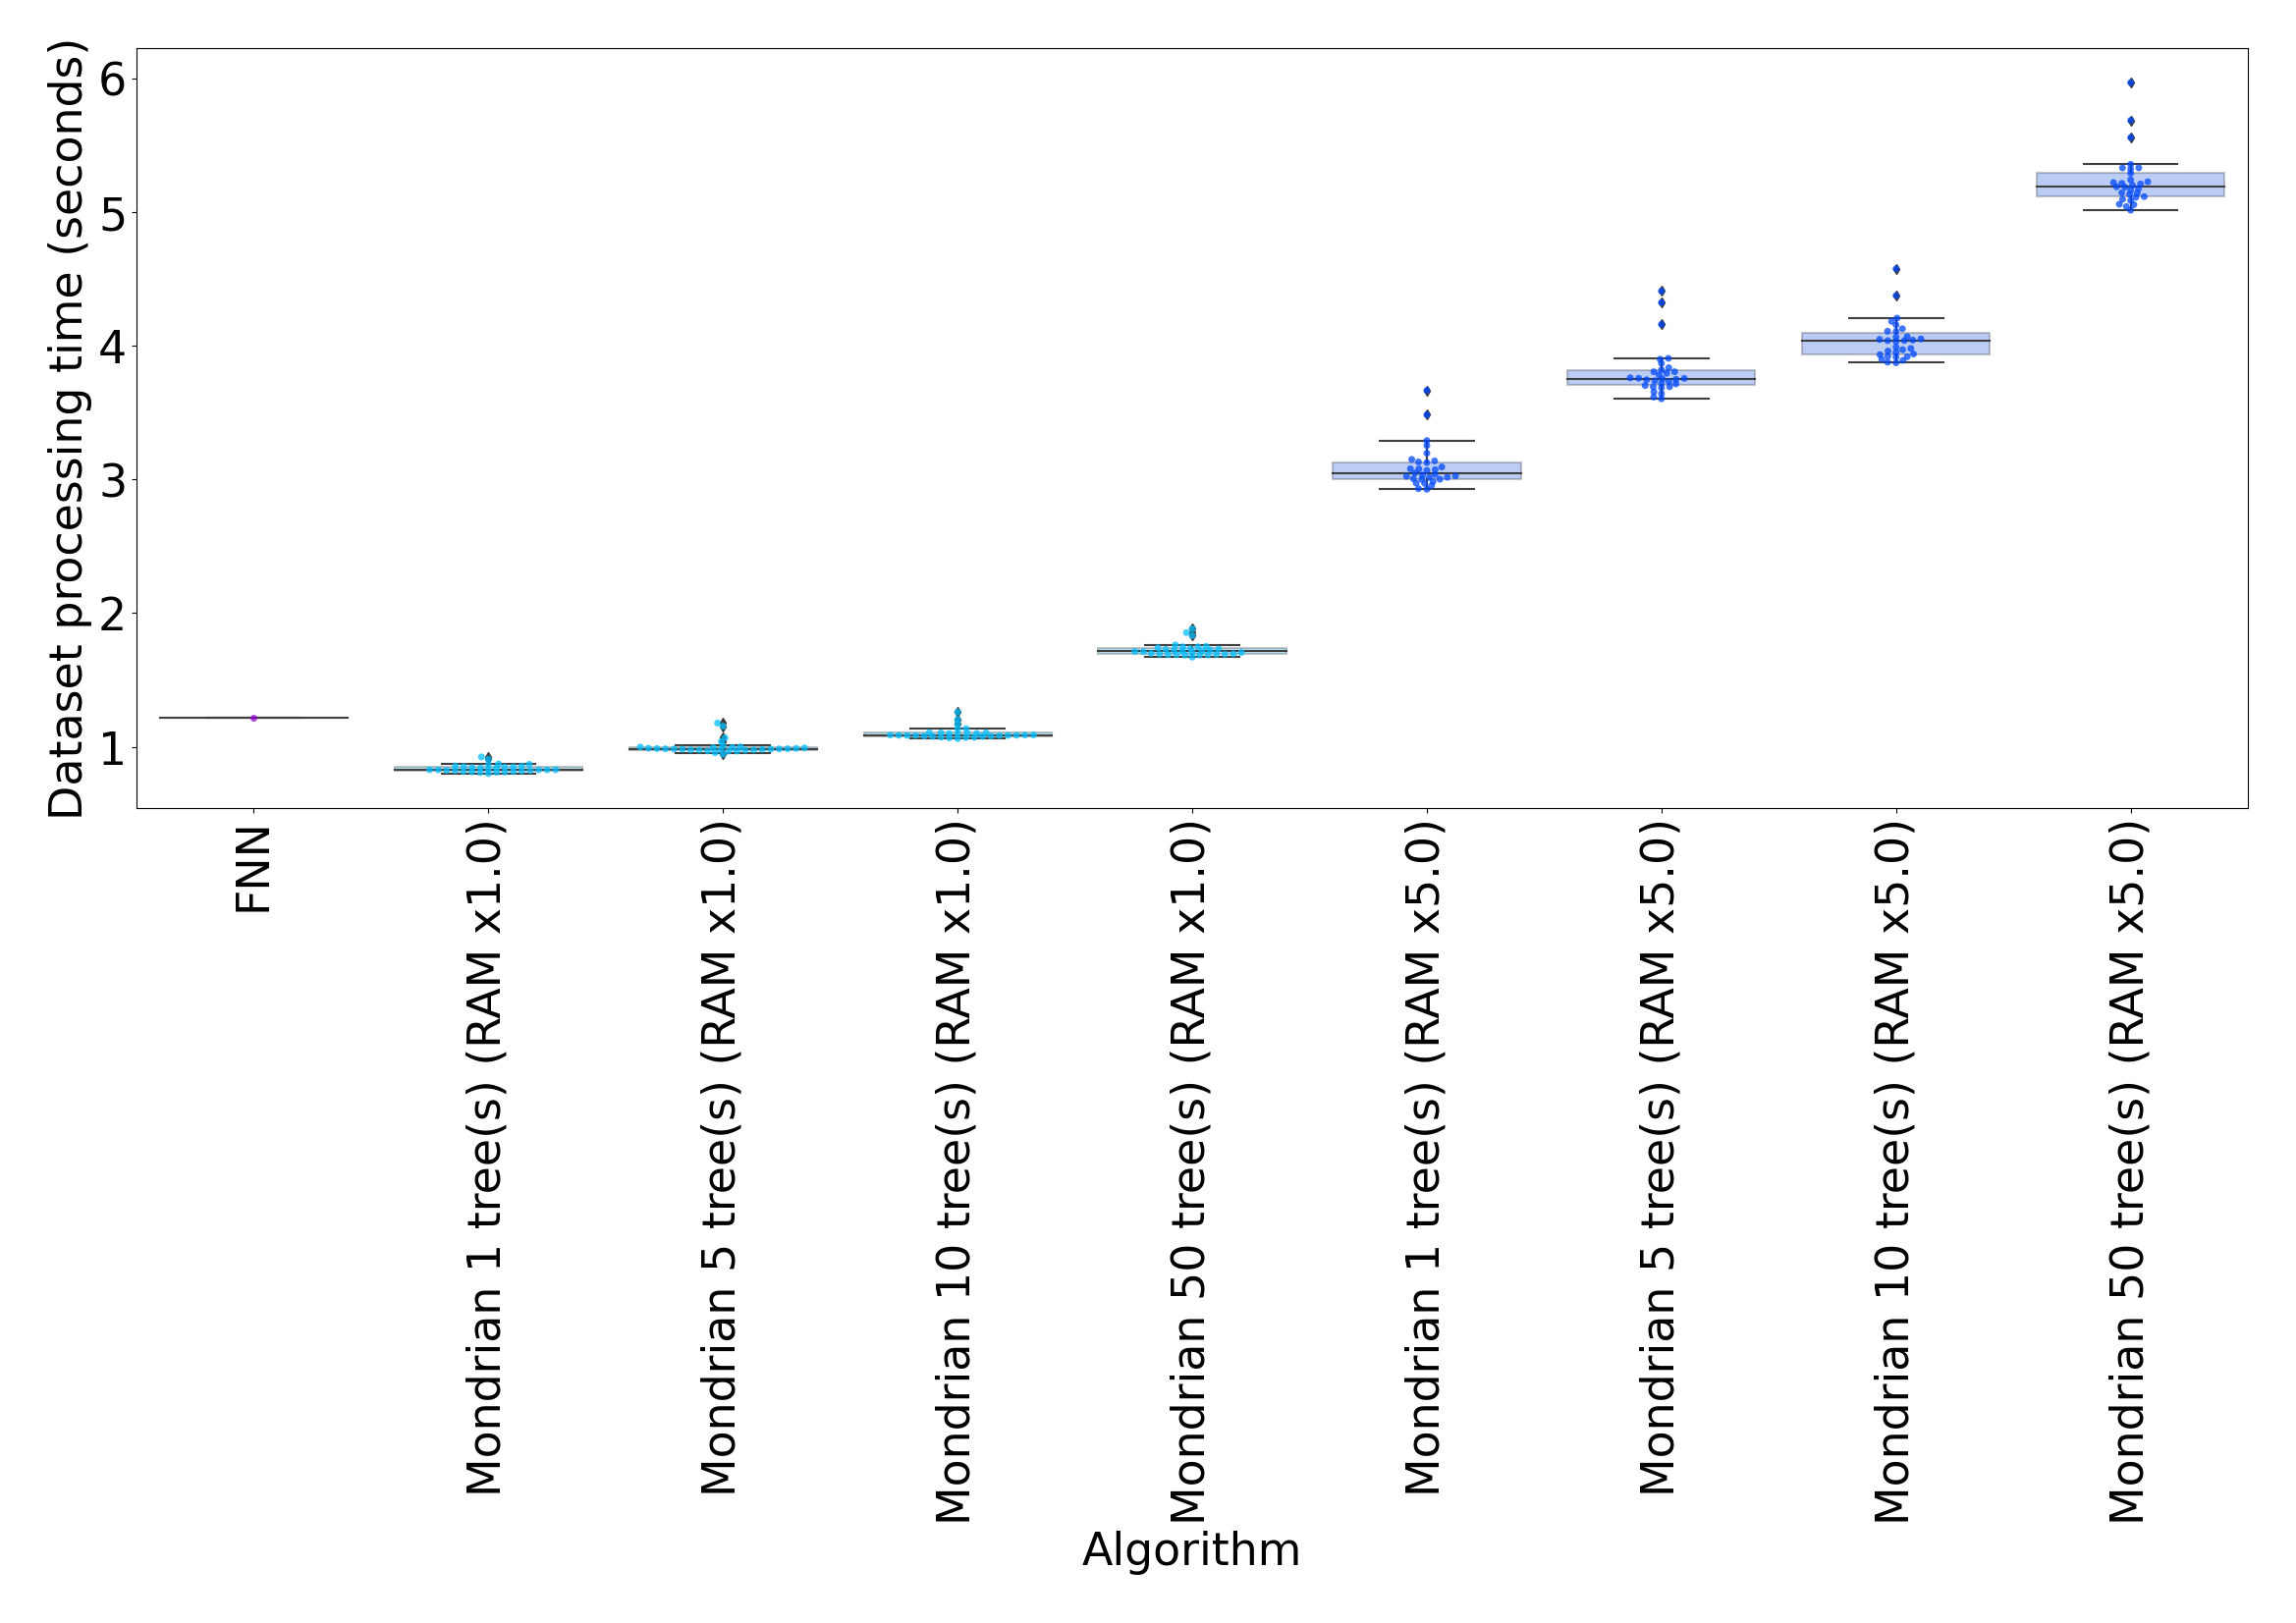 Dataset processing time (seconds)
6
5
4
3
2
1
FNN
Mondrian 1 tree(s) (RAM x1.0)
Mondrian 5 tree(s) (RAM x1.0)
Mondrian 10 tree(s) (RAM x1.0)
Mondrian 50 tree(s) (RAM x1.0)
Mondrian 1 tree(s) (RAM x5.0)
Mondrian 5 tree(s) (RAM x5.0)
Mondrian 10 tree(s) (RAM x5.0)
Mondrian 50 tree(s) (RAM x5.0)
Algorithm